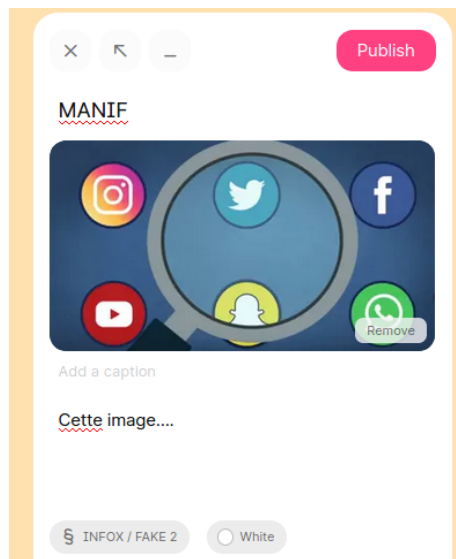 Publish
MANIF
Remove
Add a caption
Cette image....
§ INFOX / FAKE 2
White